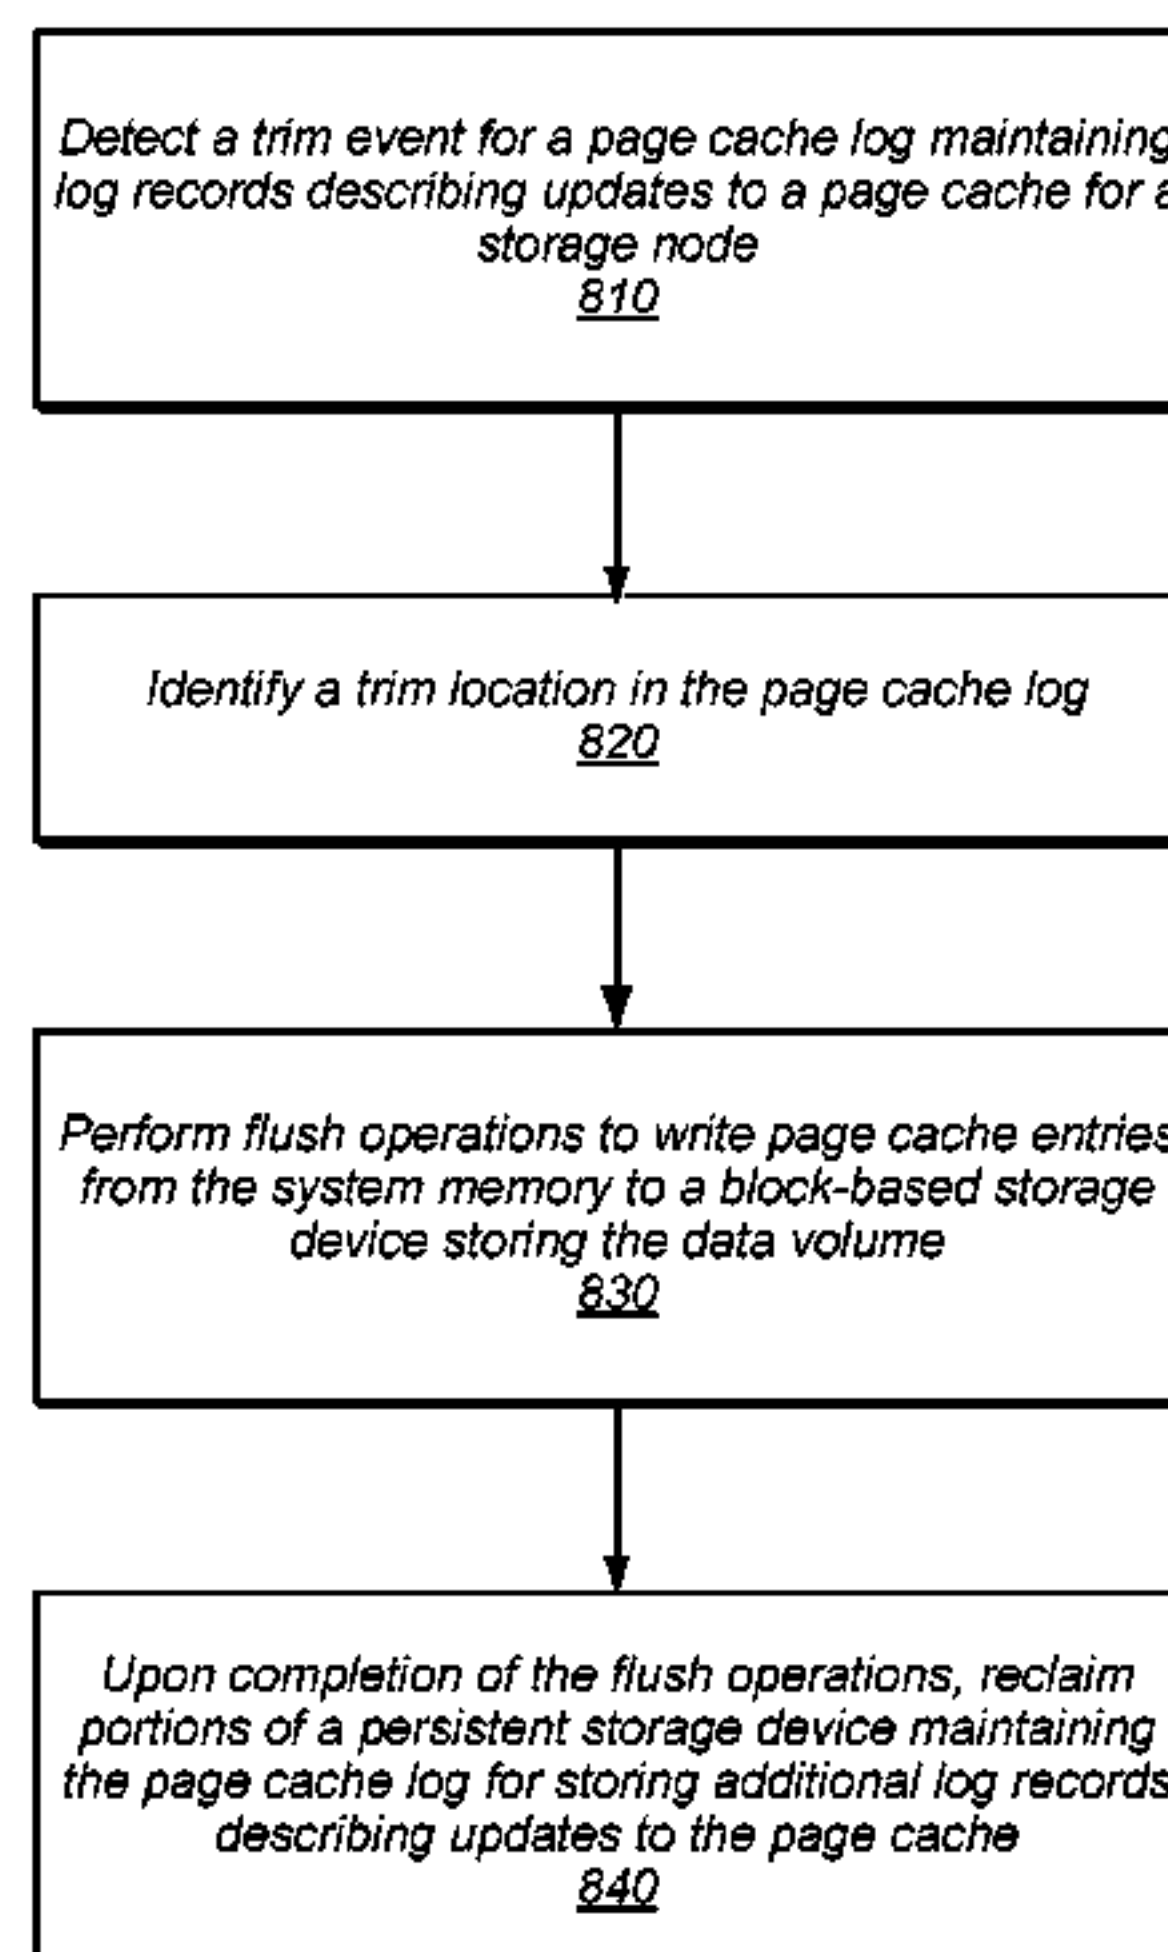 Detect a trim event for a page cache log maintaining
log records describing updates to a page cache for a
storage node
810
Identify a trim location in the page cache log
820
Perform flush operations to write page cache entries
from the system memory to a block-based storage
device storing the data volume
830
Upon completion of the flush operations, reclaim
portions of a persistent storage device maintaining
the page cache log for storing additional log records
describing updates to the page cache
840